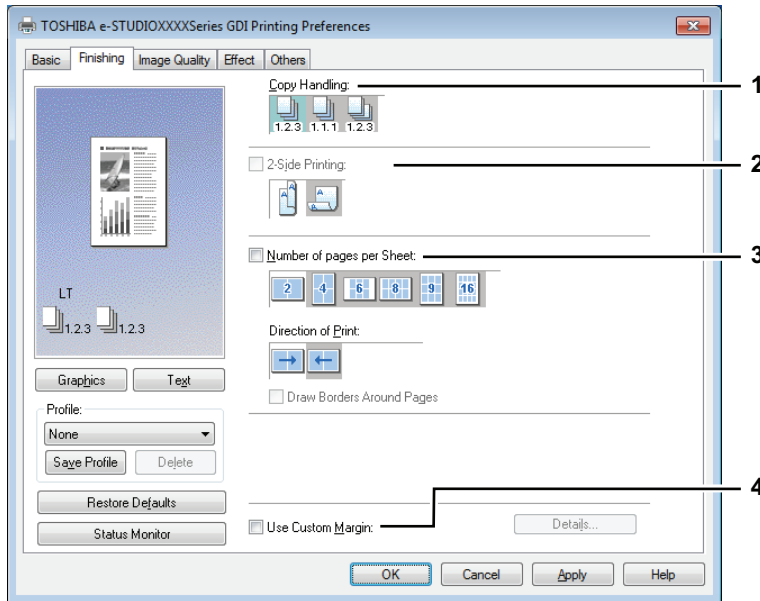 TOSHIBA e-STUDIOXXXXSeries GDI Printing Preferences
Basic Finishing Image Quality Effect Others
Copy Handling: 1
1.2.3 1.1.1 1.2.3
2-Side Printing: 2
A A
Number of pages per Sheet: 3
2 4 6 8 9 16
LT
1.2.3 1.2.3
Direction of Print:
Graphics Text
Draw Borders Around Pages
Profile:
None
Save Profile Delete
Restore Defaults
Use Custom Margin: Details... 4
Status Monitor
OK Cancel Apply Help